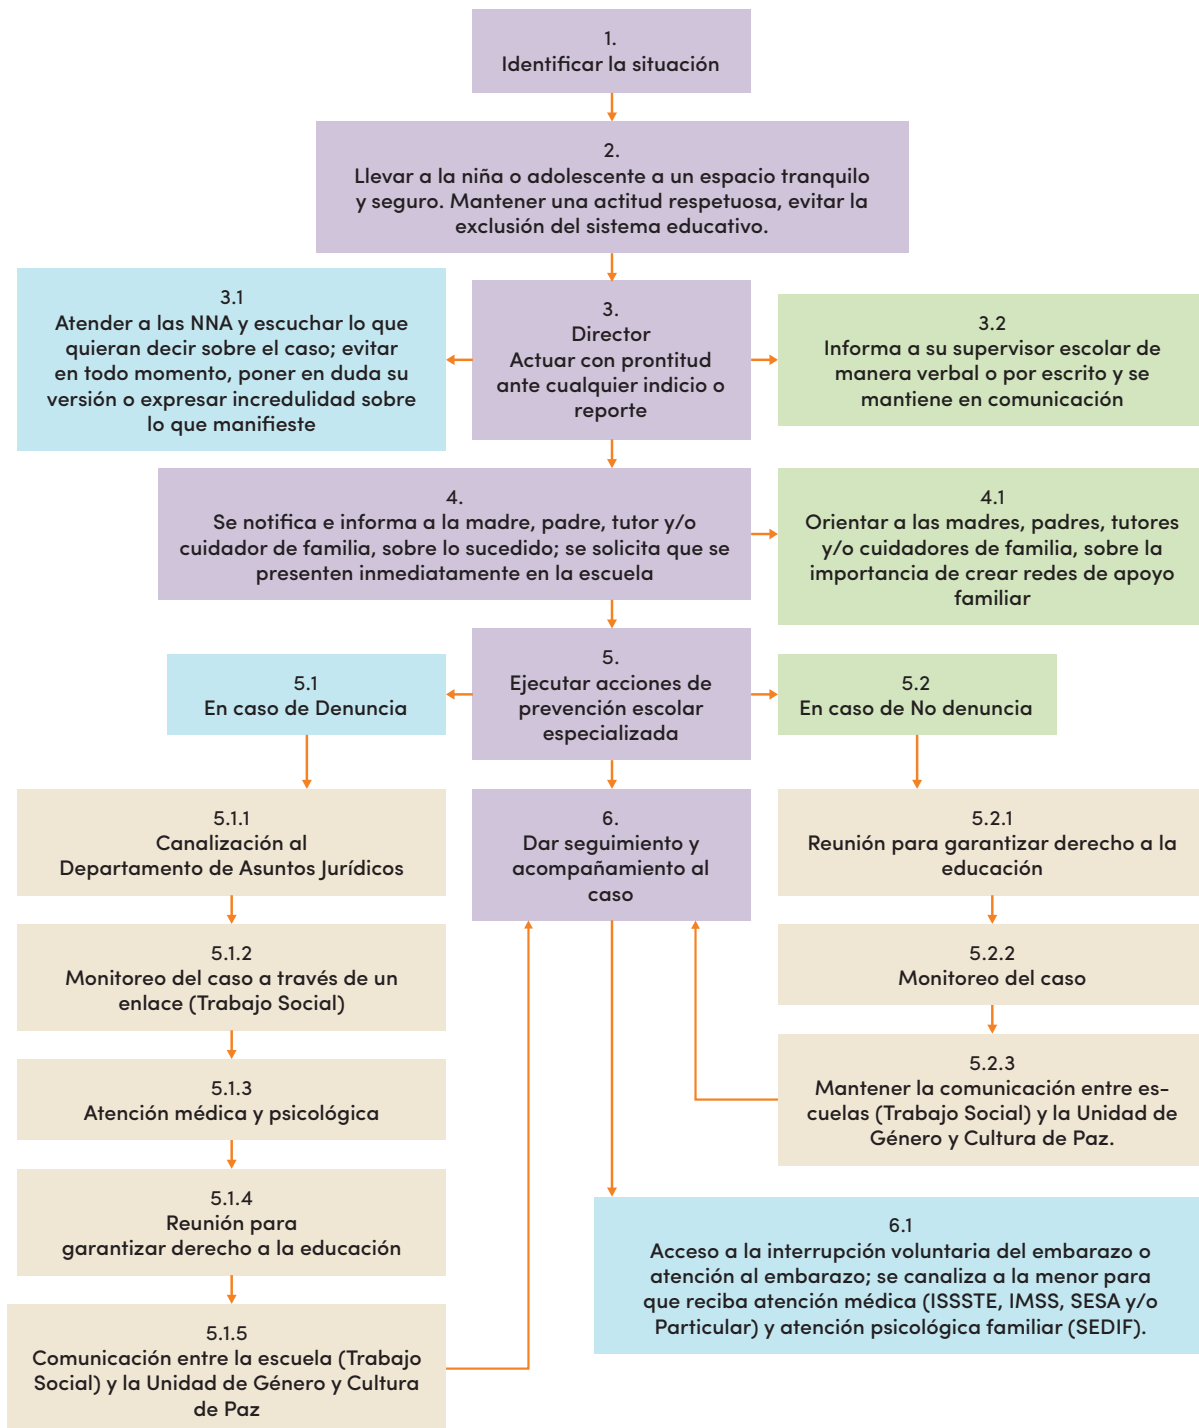 1.
Identificar la situación
2.
Llevar a la niña o adolescente a un espacio tranquilo
y seguro. Mantener una actitud respetuosa, evitar la
exclusión del sistema educativo.
3.1
Atender a las NNA y escuchar lo que
quieran decir sobre el caso; evitar
en todo momento, poner en duda su
versión o expresar incredulidad sobre
lo que manifieste
3.
Director
Actuar con prontitud
ante cualquier indicio o
reporte
3.2
Informa a su supervisor escolar de
manera verbal o por escrito y se
mantiene en comunicación
4.
Se notifica e informa a la madre, padre, tutor y/o
cuidador de familia, sobre lo sucedido; se solicita que se
presenten inmediatamente en la escuela
4.1
Orientar a las madres, padres, tutores
y/o cuidadores de familia, sobre la
importancia de crear redes de apoyo
familiar
5.
Ejecutar acciones de
prevención escolar
especializada
5.1
En caso de Denuncia
5.2
En caso de No denuncia
5.1.1
Canalización al
Departamento de Asuntos Jurídicos
6.
Dar seguimiento y
acompañamiento al
caso
5.2.1
Reunión para garantizar derecho a la
educación
5.1.2
Monitoreo del caso a través de un
enlace (Trabajo Social)
5.2.2
Monitoreo del caso
5.1.3
Atención médica y psicológica
5.2.3
Mantener la comunicación entre es-
cuelas (Trabajo Social) y la Unidad de
Género y Cultura de Paz.
5.1.4
Reunión para
garantizar derecho a la educación
6.1
Acceso a la interrupción voluntaria del embarazo o
atención al embarazo; se canaliza a la menor para
que reciba atención médica (ISSSTE, IMSS, SESA y/o
Particular) y atención psicológica familiar (SEDIF).
5.1.5
Comunicación entre la escuela (Trabajo
Social) y la Unidad de Género y Cultura
de Paz